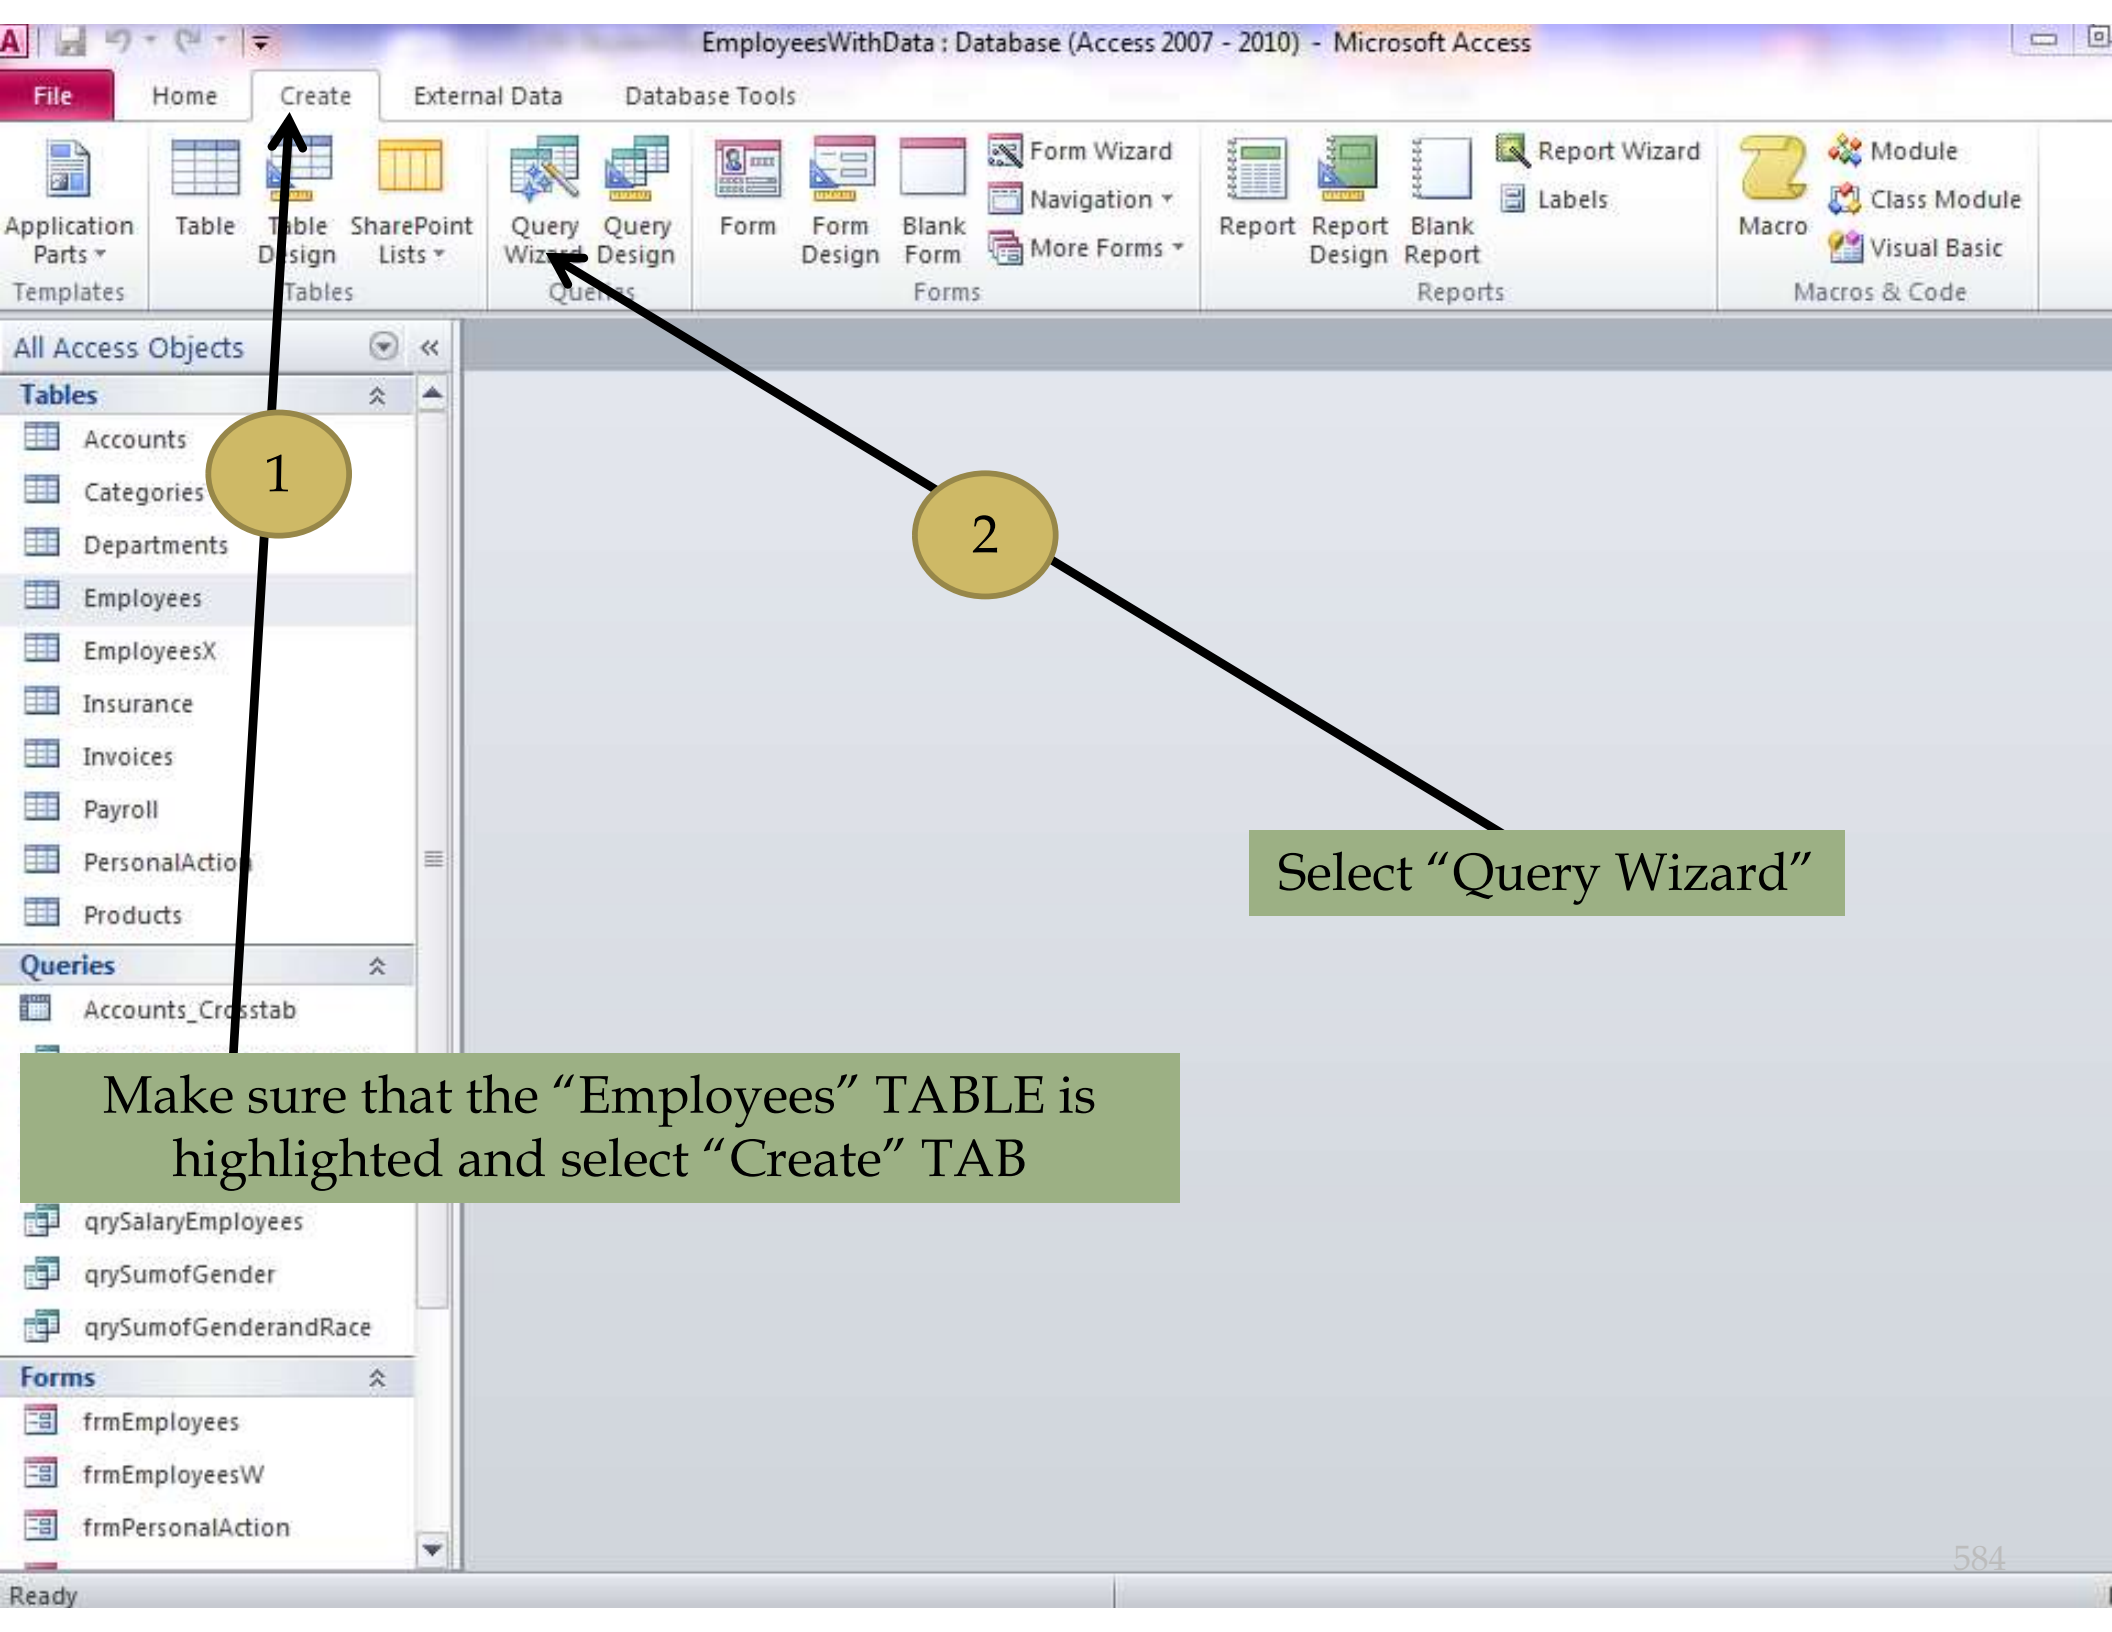 A
EmployeesWithData : Database (Access 2007 - 2010) - Microsoft Access
File Home Create External Data Database Tools
Application Parts
Table
Table Design
SharePoint Lists
Query Wizard
Query Design
Form
Form Design
Blank Form
Form Wizard
Navigation
More Forms
Report
Report Design
Blank Report
Report Wizard
Labels
Macro
Module
Class Module
Visual Basic
Templates Tables Queries Forms Reports Macros & Code
All Access Objects
Tables
Accounts
Categories
Departments
Employees
EmployeesX
Insurance
Invoices
Payroll
PersonalAction
Products
Queries
Accounts_Crosstab
1
2
Select “Query Wizard”
Make sure that the “Employees” TABLE is
highlighted and select “Create” TAB
qrySalaryEmployees
qrySumofGender
qrySumofGenderandRace
Forms
frmEmployees
frmEmployeesW
frmPersonalAction
584
Ready